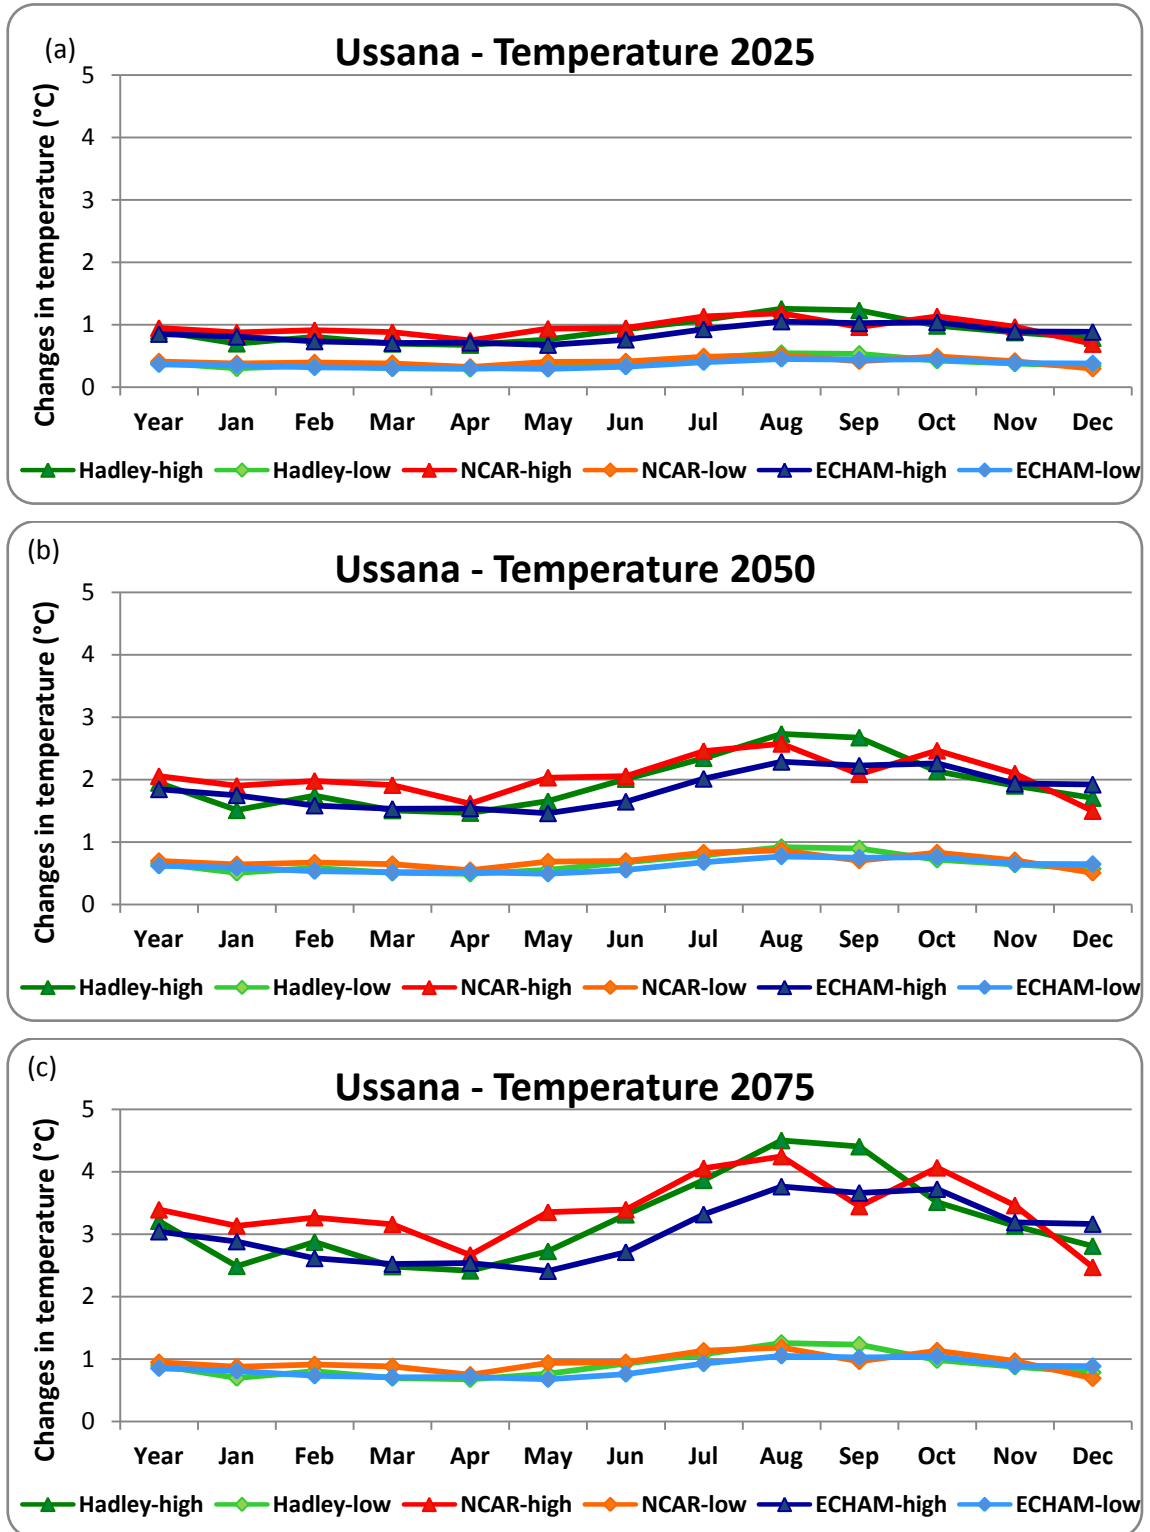 (a)
Ussana - Temperature 2025
Changes in temperature (°C)
5
4
3
2
1
0
Year Jan Feb Mar Apr May Jun Jul Aug Sep Oct Nov Dec
Hadley-high Hadley-low NCAR-high NCAR-low ECHAM-high ECHAM-low
(b)
Ussana - Temperature 2050
Changes in temperature (°C)
5
4
3
2
1
0
Year Jan Feb Mar Apr May Jun Jul Aug Sep Oct Nov Dec
Hadley-high Hadley-low NCAR-high NCAR-low ECHAM-high ECHAM-low
(c)
Ussana - Temperature 2075
Changes in temperature (°C)
5
4
3
2
1
0
Year Jan Feb Mar Apr May Jun Jul Aug Sep Oct Nov Dec
Hadley-high Hadley-low NCAR-high NCAR-low ECHAM-high ECHAM-low